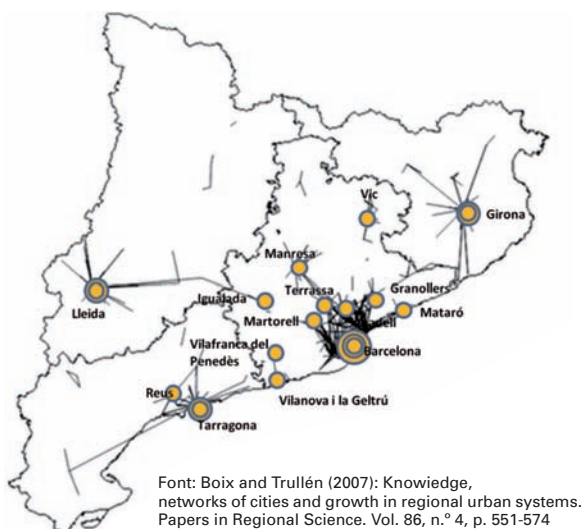 Vic
Girona
Manresa
Granollers
Terrassa
Igualada
Lleida
Mataró
Martorell
Barcelona
Vilafranca del
Penedès
Reus
Vilanova i la Geltrú
Tarragona
Font: Boix and Trullén (2007): Knowiedge,
networks of cities and growth in regional urban systems.
Papers in Regional Science. Vol. 86, n.º 4, p. 551-574